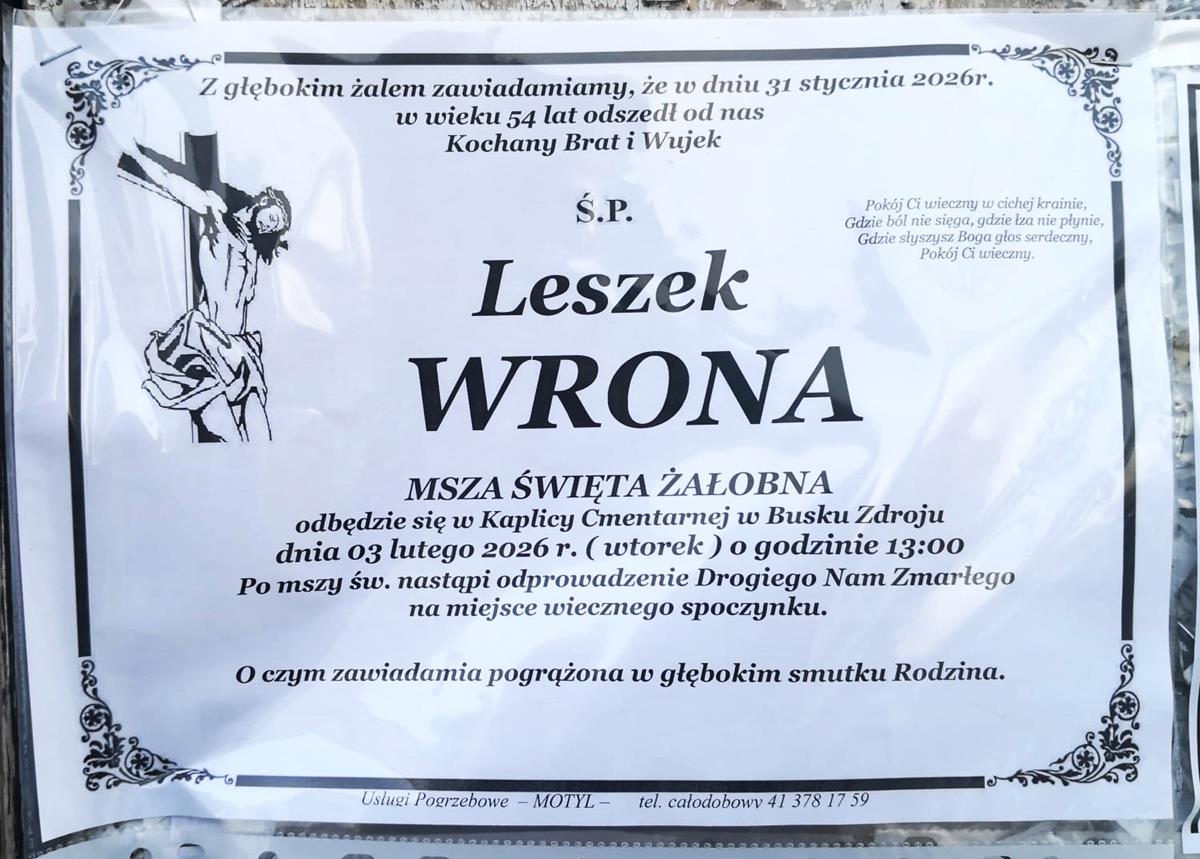 Z głębokim żalem zawiadamiamy, że w dniu 31 stycznia 2026r.
w wieku 54 lat odszedł od nas
Kochany Brat i Wujek
Ś.P.
Pokój Ci wieczny w cichej krainie,
Gdzie ból nie sięga, gdzie łza nie płynie,
Gdzie słyszysz Boga głos serdeczny,
Pokój Ci wieczny.
Leszek
WRONA
MSZA ŚWIĘTA ŻAŁOBNA
odbędzie się w Kaplicy Cmentarnej w Busku Zdroju
dnia 03 lutego 2026 r. ( wtorek ) o godzinie 13:00
Po mszy św. nastąpi odprowadzenie Drogiego Nam Zmarłego
na miejsce wiecznego spoczynku.
O czym zawiadamia pogrążona w głębokim smutku Rodzina.
Usługi Pogrzebowe – MOTYL – tel. całodobowy 41 378 17 59